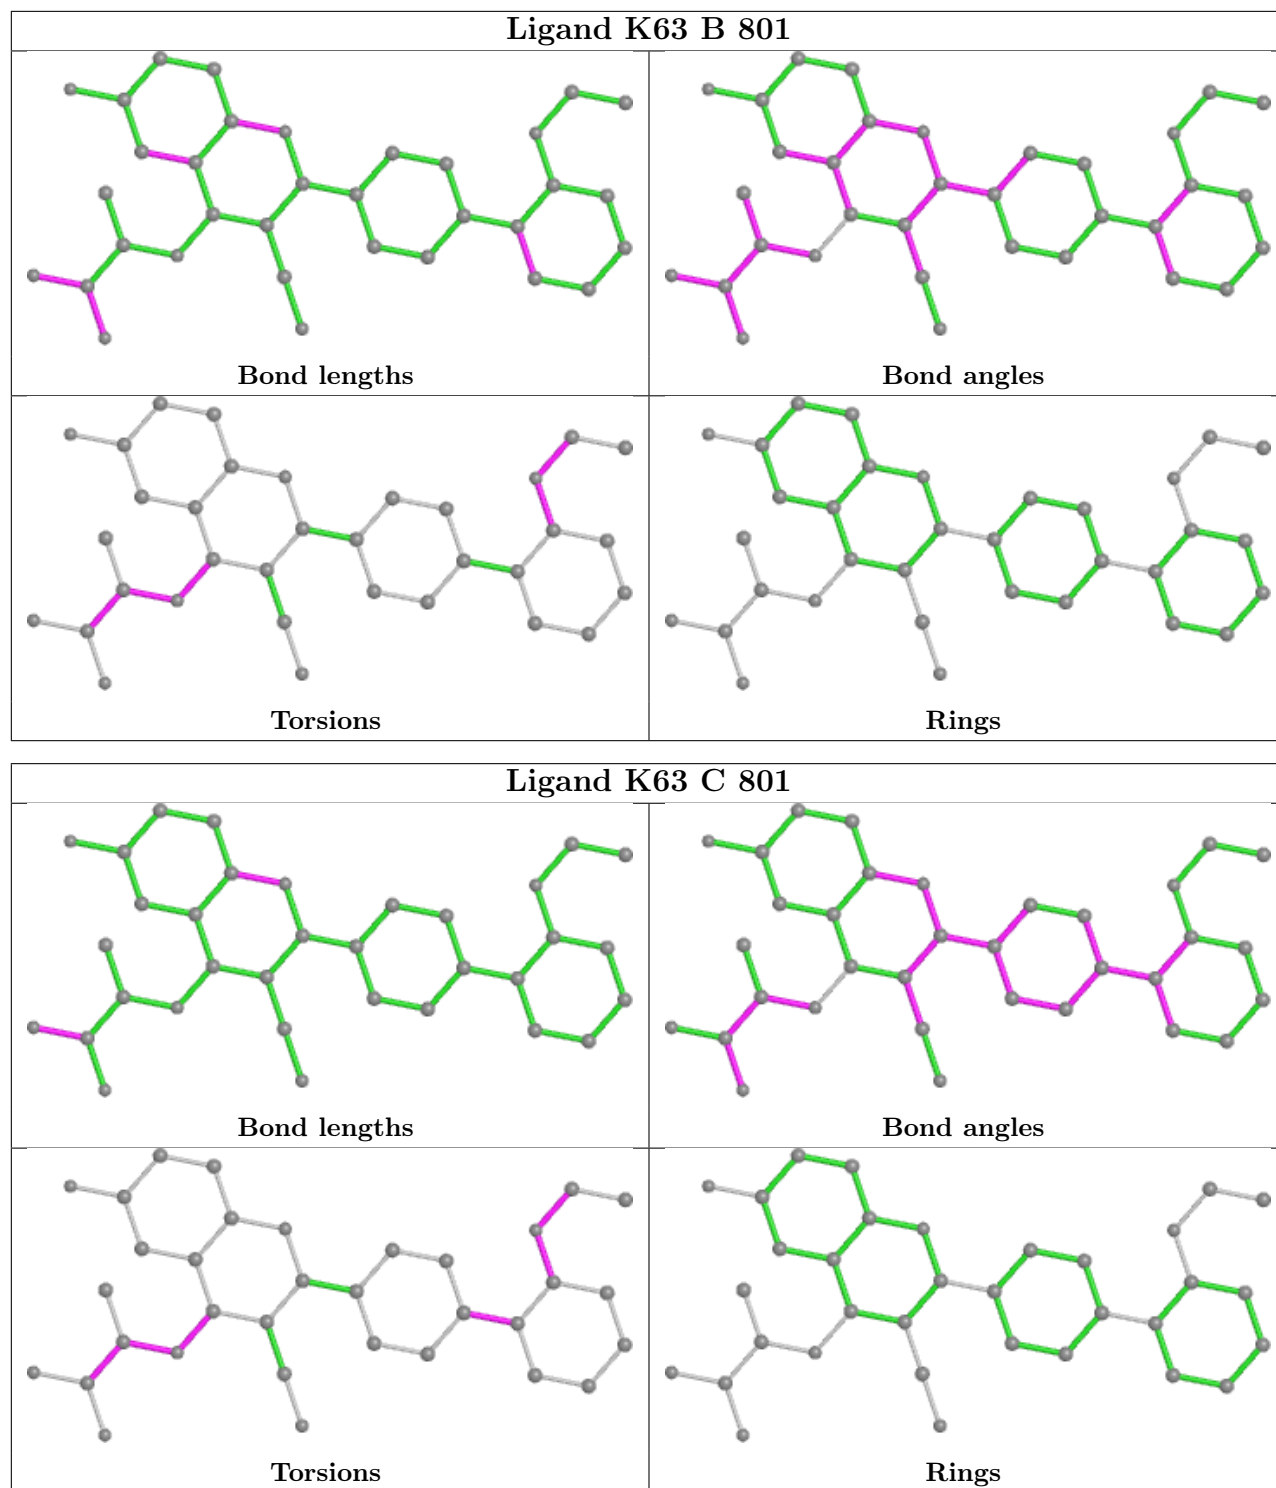 Ligand K63 B 801
Bond lengths
Bond angles
Torsions
Rings
Ligand K63 C 801
Bond lengths
Bond angles
Torsions
Rings